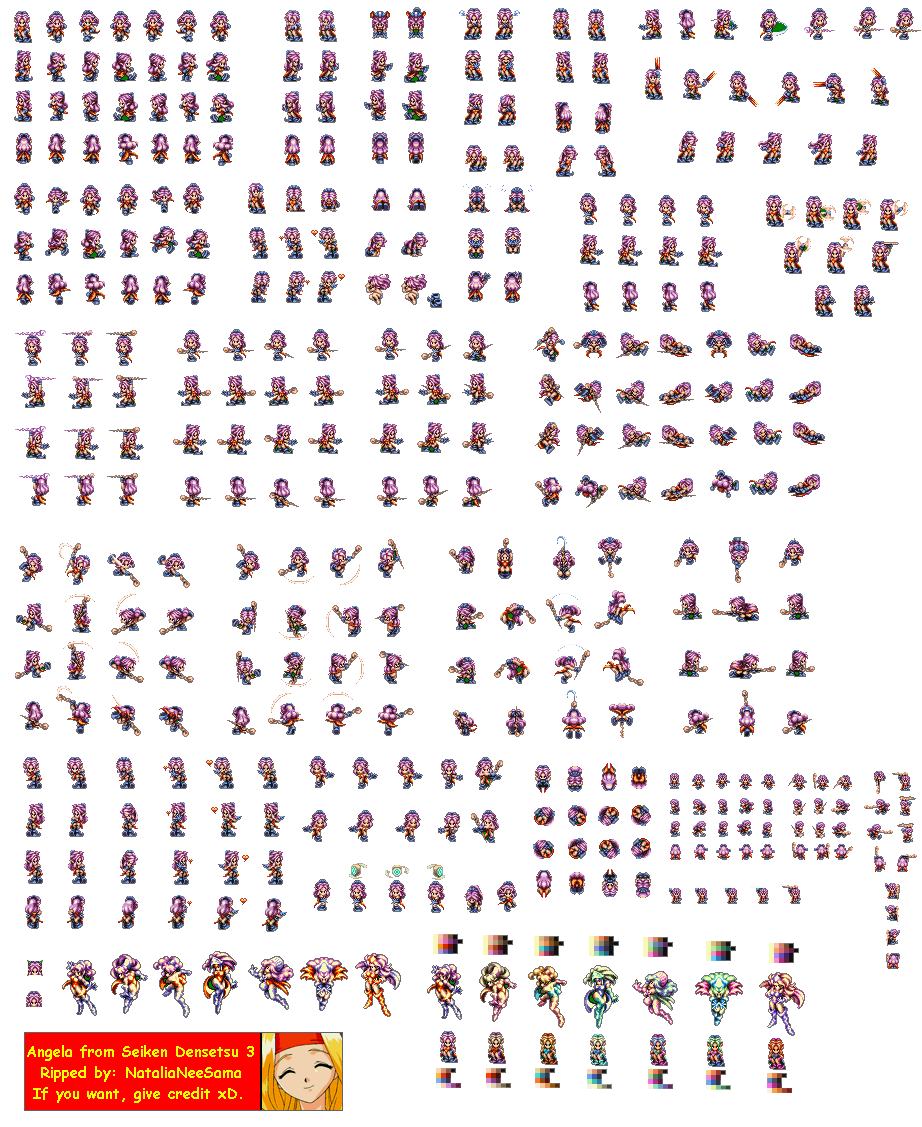 Angela from Seiken Densetsu 3
Ripped by: NataliaNeeSama
If you want, give credit xD.